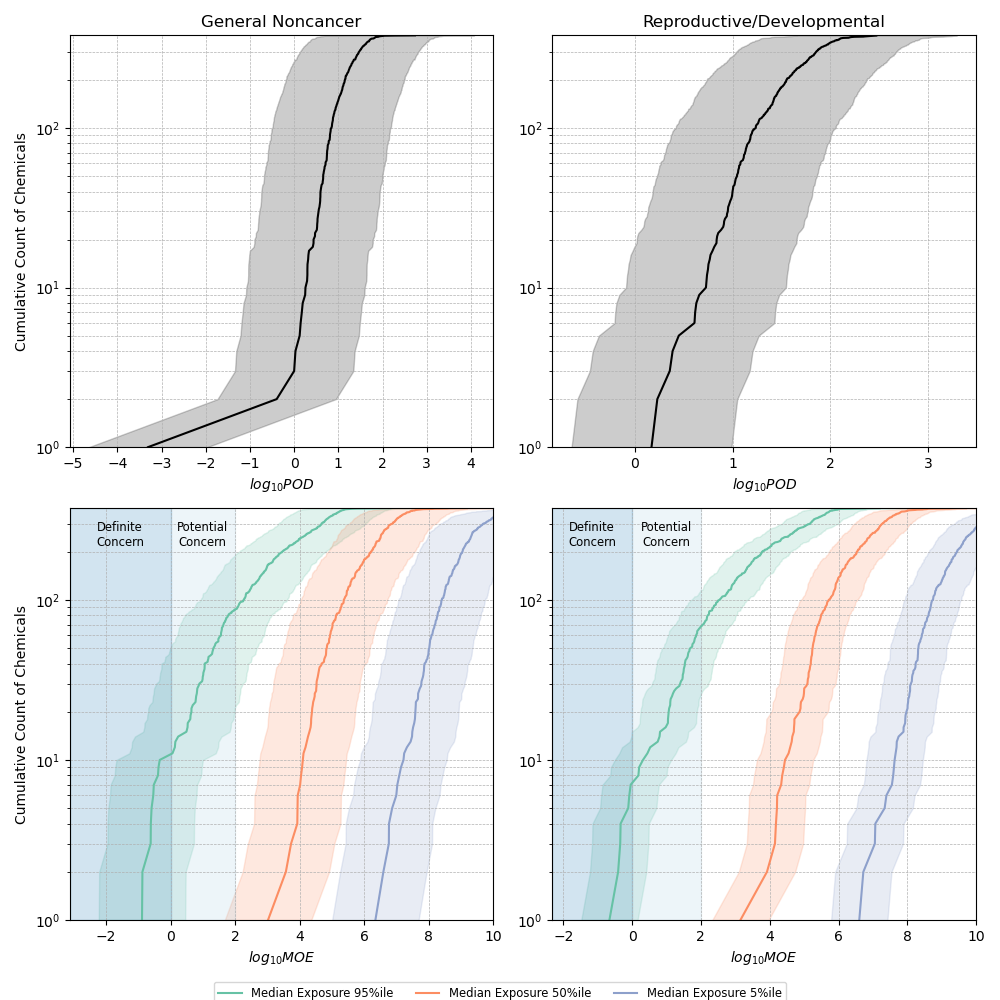 General Noncancer
Reproductive/Developmental
Cumulative Count of Chemicals
10²
10¹
10⁰
−5 −4 −3 −2 −1 0 1 2 3 4
log₁₀POD
10²
10¹
10⁰
0 1 2 3
log₁₀POD
Cumulative Count of Chemicals
Definite
Concern
Potential
Concern
10²
10¹
10⁰
−2 0 2 4 6 8 10
log₁₀MOE
Definite
Concern
Potential
Concern
10²
10¹
10⁰
−2 0 2 4 6 8 10
log₁₀MOE
Median Exposure 95%ile Median Exposure 50%ile Median Exposure 5%ile